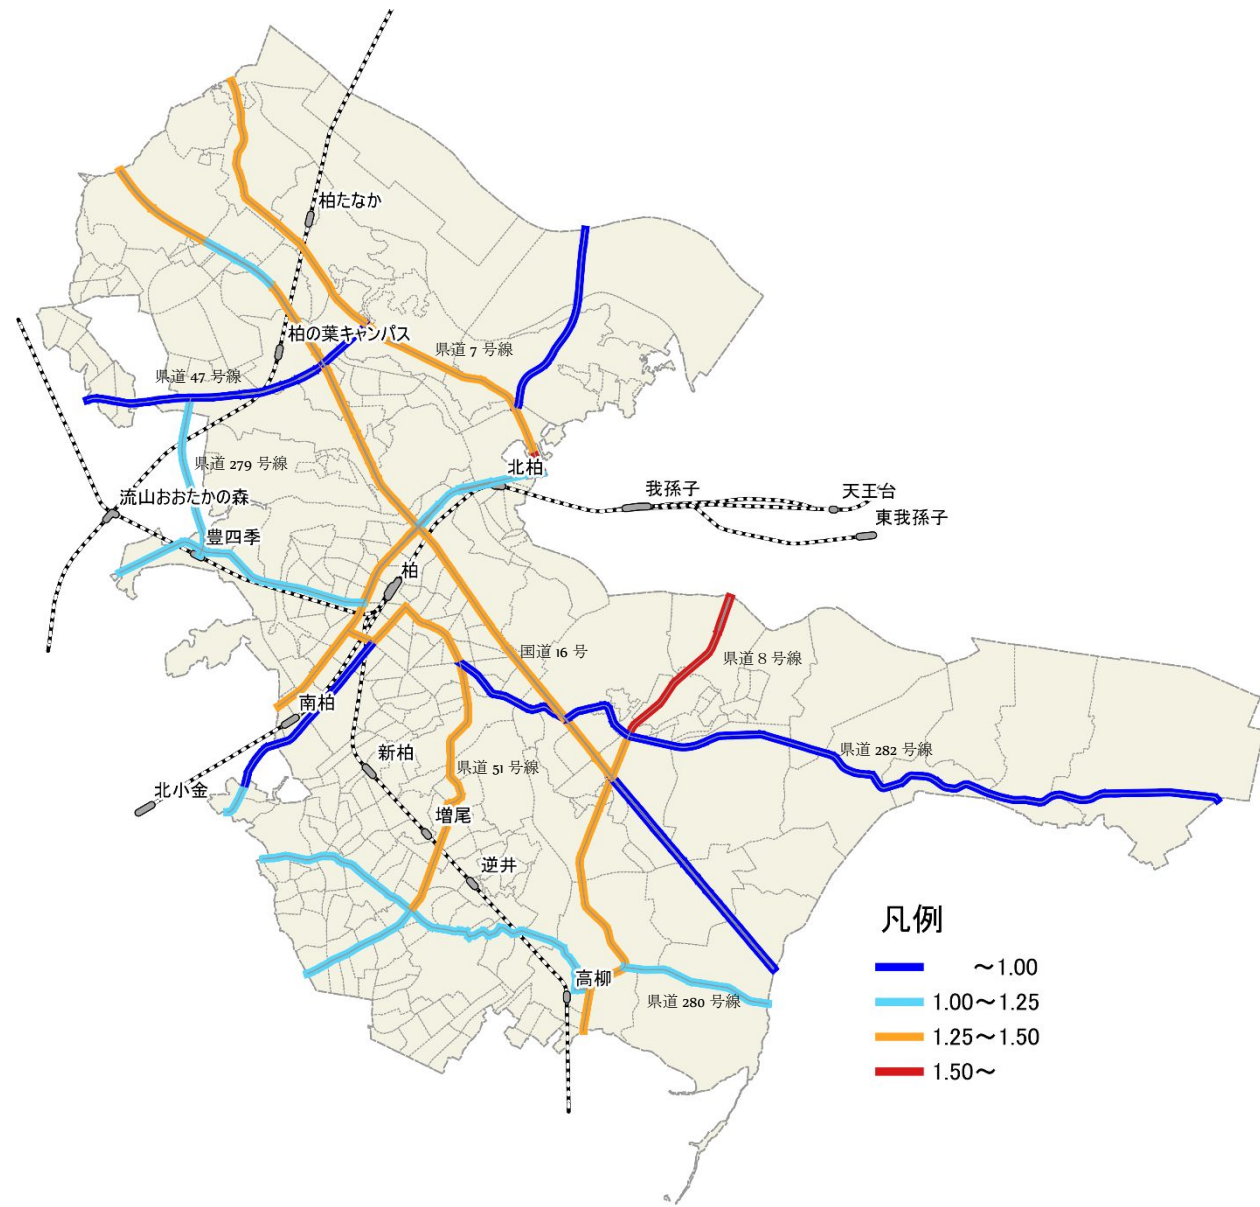 柏たなか
柏の葉キャンパス
県道 7 号線
県道 47 号線
県道 279 号線
北柏
流山おおたかの森
我孫子
天王台
東我孫子
豊四季
柏
国道 16 号
県道 8 号線
南柏
新柏
県道 51 号線
県道 282 号線
北小金
増尾
逆井
高柳
県道 280 号線
凡例
～1.00
1.00～1.25
1.25～1.50
1.50～